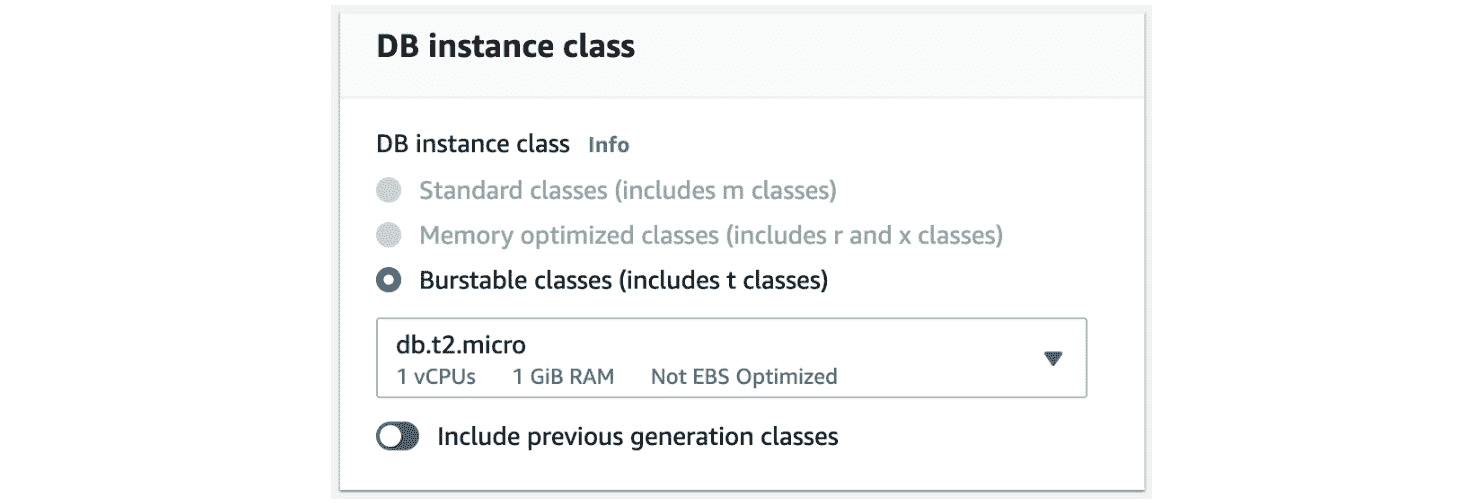 DB instance class
DB instance class Info
Standard classes (includes m classes)
Memory optimized classes (includes r and x classes)
Burstable classes (includes t classes)
db.t2.micro
1 vCPUs 1 GiB RAM Not EBS Optimized
Include previous generation classes